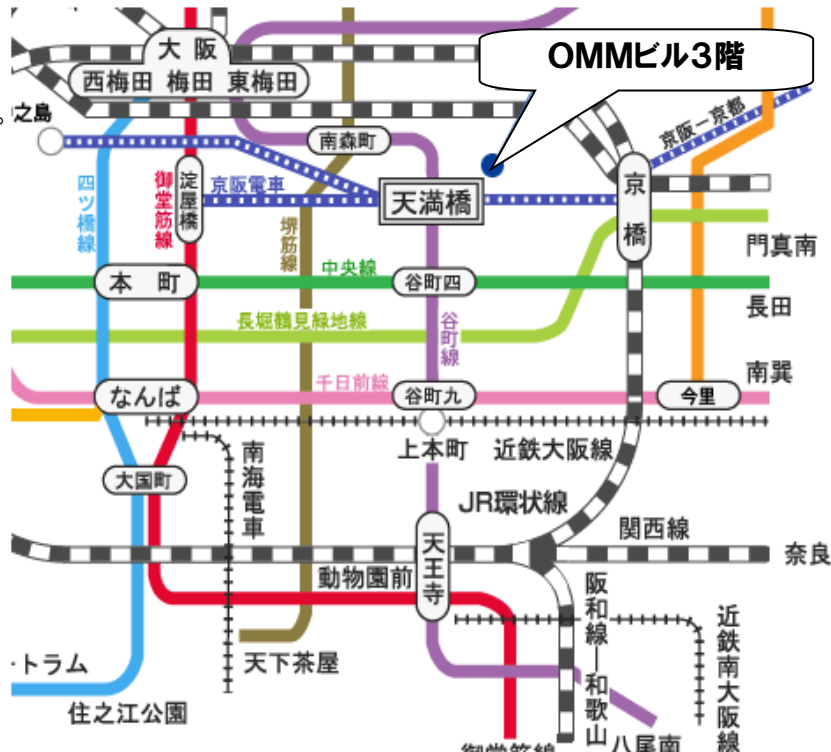 OMMビル3階
大阪
西梅田 梅田 東梅田
之島
南森町
京阪ー京都
四ツ橋線
御堂筋線
淀屋橋
京阪電車
天満橋
京橋
堺筋線
門真南
中央線
本町
谷町四
長田
長堀鶴見緑地線
谷町線
南巽
千日前線
なんば
谷町九
今里
上本町
近鉄大阪線
南海電車
大国町
JR環状線
関西線
天王寺
奈良
動物園前
阪和線ー和歌山
近鉄南大阪線
トラム
天下茶屋
住之江公園
御堂筋線
八尾南